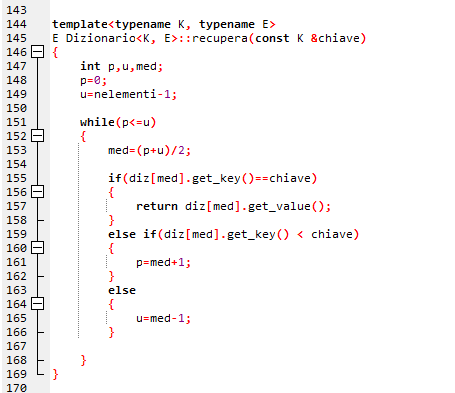 143
144 template<typename K, typename E>
145 E Dizionario<K, E>::recupera(const K &chiave)
146 {
147     int p,u,med;
148     p=0;
149     u=nelementi-1;
150
151     while(p<=u)
152     {
153         med=(p+u)/2;
154
155         if(diz[med].get_key()==chiave)
156         {
157             return diz[med].get_value();
158         }
159         else if(diz[med].get_key() < chiave)
160         {
161             p=med+1;
162         }
163         else
164         {
165             u=med-1;
166         }
167
168     }
169 }
170